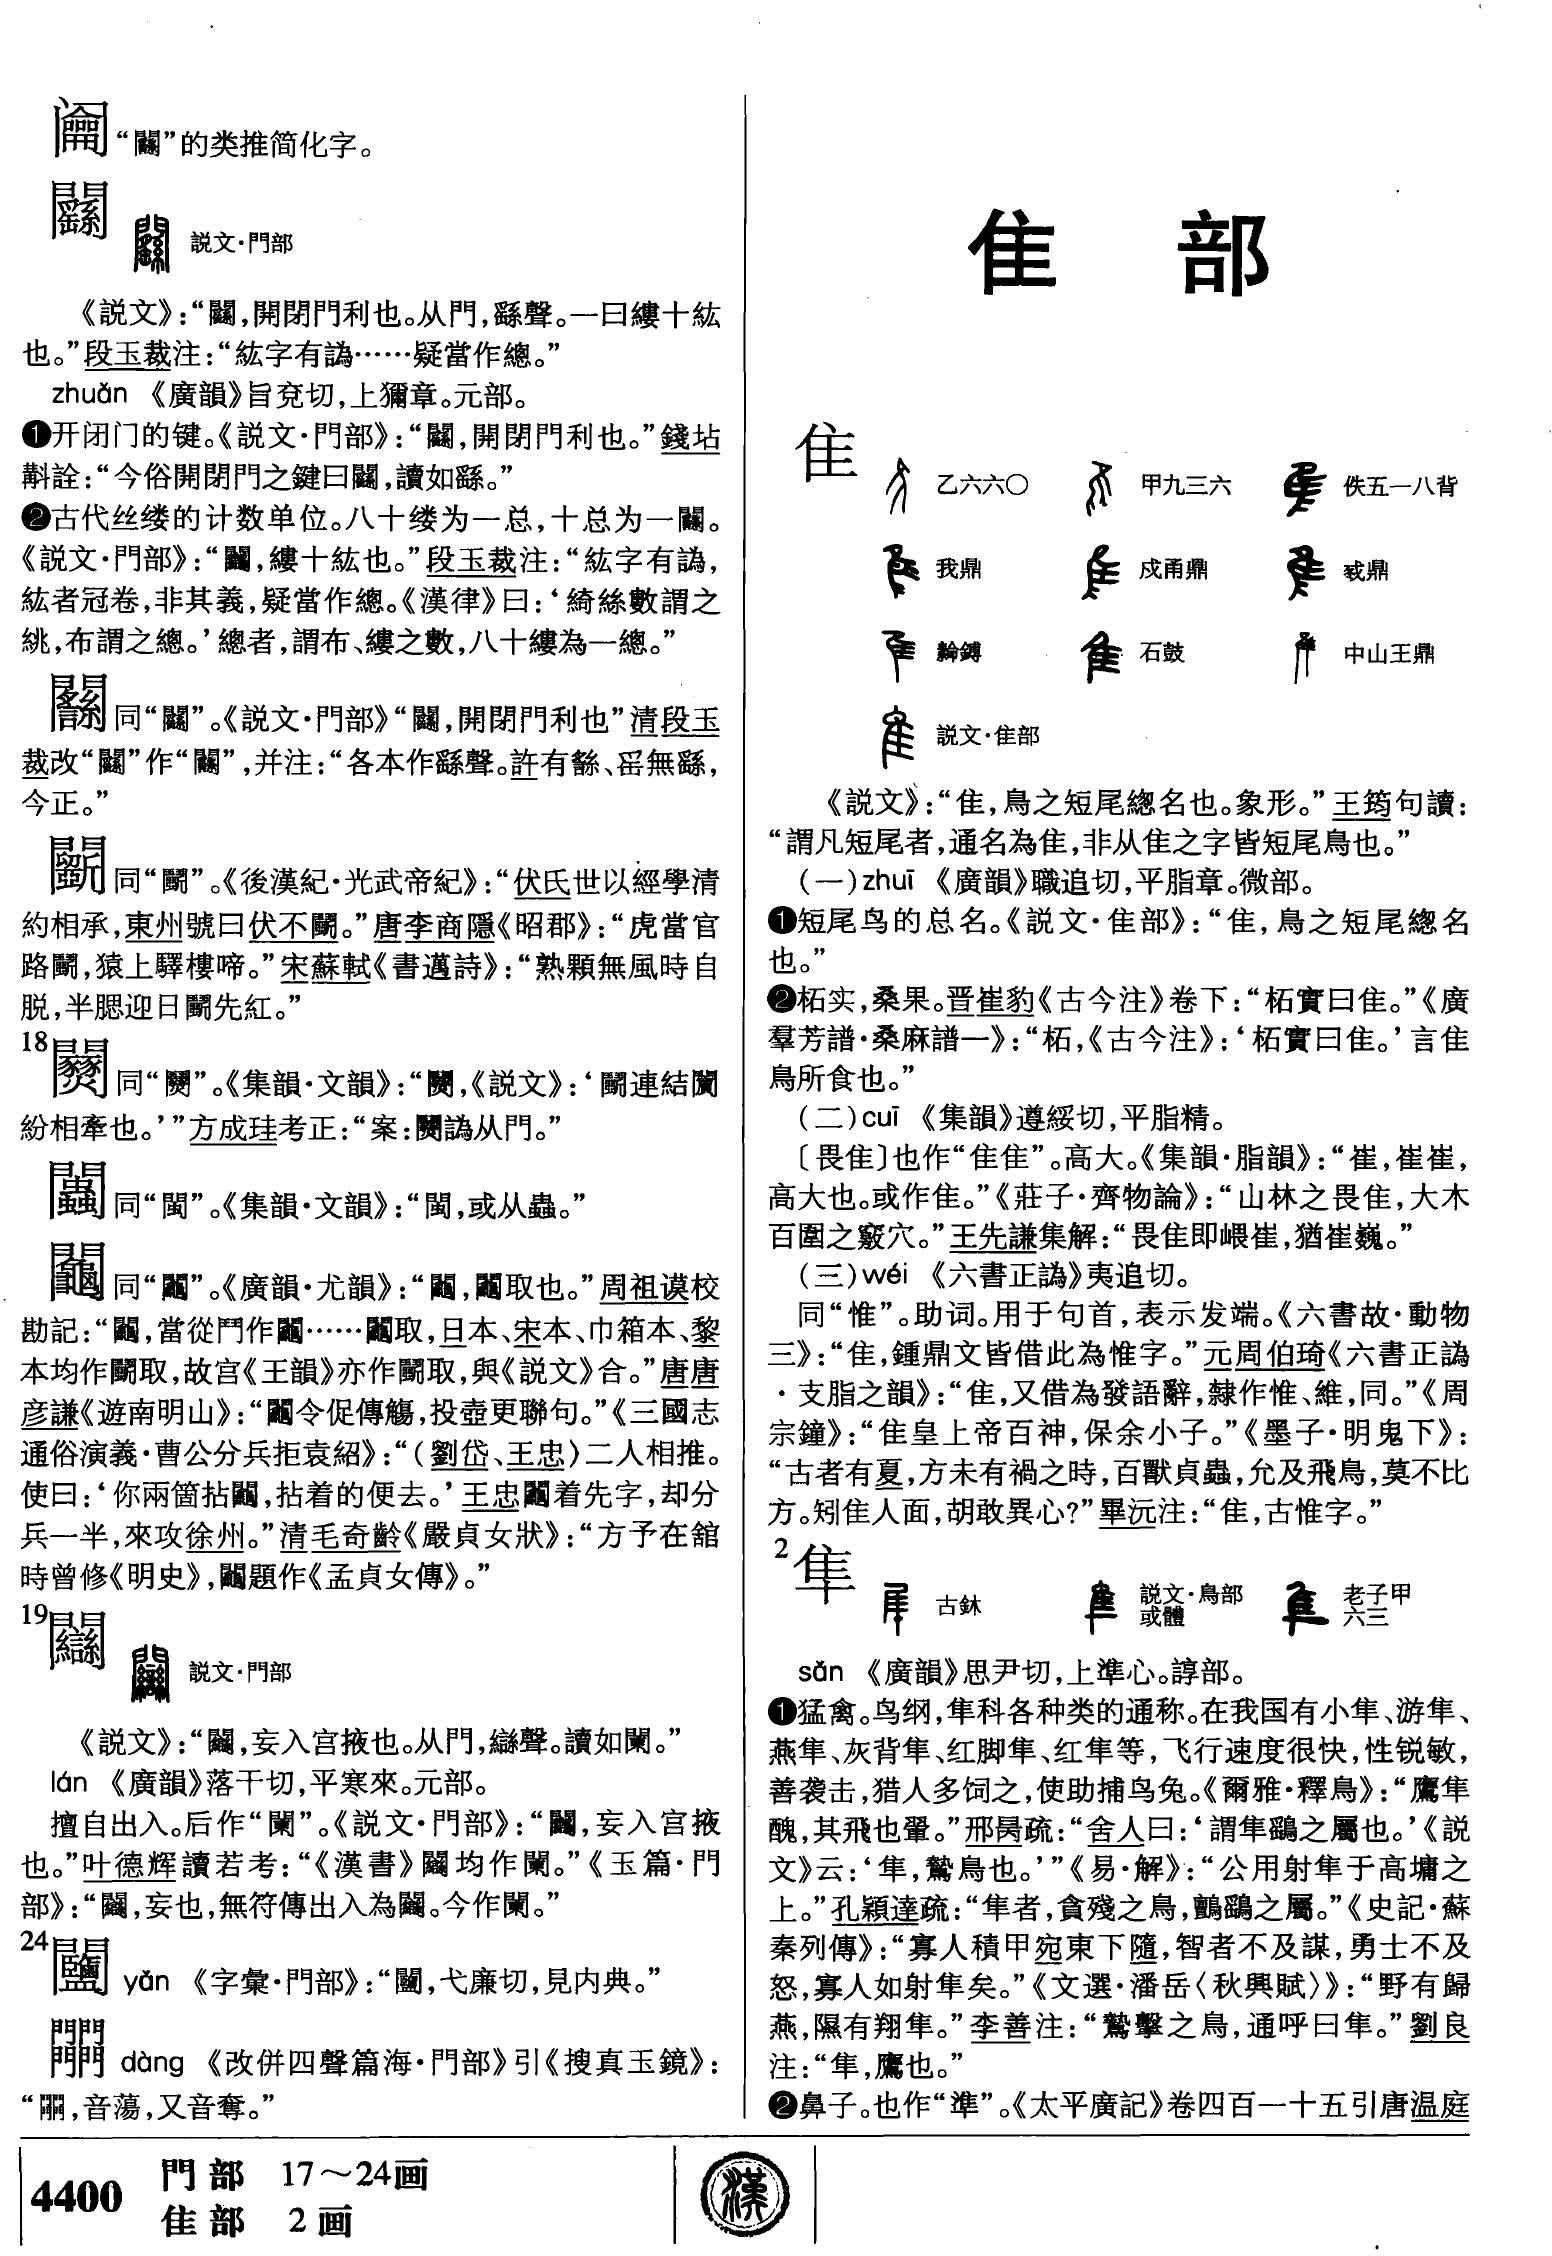 “𨷲”的类推简化字。
説文·門部
《説文》:“𨷲,開閉門利也。从門,繇聲。一曰縷十紘
也。”段玉裁注:“紘字有譌……疑當作總。”
zhuǎn 《廣韻》旨兗切,上獮章。元部。
❶开闭门的键。《説文·門部》:“𨷲,開閉門利也。”錢坫
斠詮:“今俗開閉門之鍵曰𨷲,讀如繇。”
❷古代丝缕的计数单位。八十缕为一总,十总为一𨷲。
《説文·門部》:“𨷲,縷十紘也。”段玉裁注:“紘字有譌,
紘者冠卷,非其義,疑當作總。《漢律》曰:‘綺絲數謂之
絩,布謂之總。’總者,謂布、縷之數,八十縷為一總。”
同“𨷲”。《説文·門部》“𨷲,開閉門利也”清段玉
裁改“𨷲”作“𨷲”,并注:“各本作繇聲。許有䌛、䍃無繇,
今正。”
同“鬭”。《後漢紀·光武帝紀》:“伏氏世以經學清
約相承,東州號曰伏不鬭。”唐李商隱《昭郡》:“虎當官
路鬭,猿上驛樓啼。”宋蘇軾《書邁詩》:“熟顆無風時自
脱,半腮迎日鬭先紅。”
18
同“𨷯”。《集韻·文韻》:“𨷯,《説文》:‘鬭連結䦧
紛相牽也。’”方成珪考正:“案:𨷯譌从門。”
同“閩”。《集韻·文韻》:“閩,或从蟲。”
同“鬮”。《廣韻·尤韻》:“鬮,鬮取也。”周祖谟校
勘記:“鬮,當從鬥作鬮……鬮取,日本、宋本、巾箱本、黎
本均作鬭取,故宫《王韻》亦作鬭取,與《説文》合。”唐唐
彦謙《遊南明山》:“鬮令促傳觴,投壺更聯句。”《三國志
通俗演義·曹公分兵拒袁紹》:“(劉岱、王忠)二人相推。
使曰:‘你兩箇拈鬮,拈着的便去。’王忠鬮着先字,却分
兵一半,來攻徐州。”清毛奇齡《嚴貞女狀》:“方予在舘
時曾修《明史》,鬮題作《孟貞女傳》。”
19
説文·門部
《説文》:“䦨,妄入宫掖也。从門,䜌聲。讀如闌。”
lán 《廣韻》落干切,平寒來。元部。
擅自出入。后作“闌”。《説文·門部》:“䦨,妄入宫掖
也。”叶德辉讀若考:“《漢書》䦨均作闌。”《玉篇·門
部》:“䦨,妄也,無符傳出入為䦨。今作闌。”
24
yǎn 《字彙·門部》:“,弋廉切,見内典。”
dàng 《改併四聲篇海·門部》引《搜真玉鏡》:
“,音蕩,又音奪。”
隹 部
隹 乙六六〇 甲九三六 佚五一八背
我鼎 戍甬鼎 㦰鼎
𦅫鎛 石鼓 中山王鼎
説文·隹部
《説文》:“隹,鳥之短尾緫名也。象形。”王筠句讀:
“謂凡短尾者,通名為隹,非从隹之字皆短尾鳥也。”
(一)zhuī 《廣韻》職追切,平脂章。微部。
❶短尾鸟的总名。《説文·隹部》:“隹,鳥之短尾緫名
也。”
❷柘实,桑果。晋崔豹《古今注》卷下:“柘實曰隹。”《廣
羣芳譜·桑麻譜一》:“柘,《古今注》:‘柘實曰隹。’言隹
鳥所食也。”
(二)cuī 《集韻》遵綏切,平脂精。
〔畏隹〕也作“隹隹”。高大。《集韻·脂韻》:“崔,崔崔,
高大也。或作隹。”《莊子·齊物論》:“山林之畏隹,大木
百圍之竅穴。”王先謙集解:“畏隹即嵔崔,猶崔巍。”
(三)wéi 《六書正譌》夷追切。
同“惟”。助词。用于句首,表示发端。《六書故·動物
三》:“隹,鍾鼎文皆借此為惟字。”元周伯琦《六書正譌
·支脂之韻》:“隹,又借為發語辭,隸作惟、維,同。”《周
宗鐘》:“隹皇上帝百神,保余小子。”《墨子·明鬼下》:
“古者有夏,方未有禍之時,百獸貞蟲,允及飛鳥,莫不比
方。矧隹人面,胡敢異心?”畢沅注:“隹,古惟字。”
2
隼 古鉨 説文·鳥部或體 老子甲六三
sǔn 《廣韻》思尹切,上準心。諄部。
❶猛禽。鸟纲,隼科各种类的通称。在我国有小隼、游隼、
燕隼、灰背隼、红脚隼、红隼等,飞行速度很快,性锐敏,
善袭击,猎人多饲之,使助捕鸟兔。《爾雅·釋鳥》:“鷹隼
醜,其飛也翬。”邢昺疏:“舍人曰:‘謂隼鷂之屬也。’《説
文》云:‘隼,鷙鳥也。’”《易·解》:“公用射隼于高墉之
上。”孔穎達疏:“隼者,貪殘之鳥,鸇鷂之屬。”《史記·蘇
秦列傳》:“寡人積甲宛東下隨,智者不及謀,勇士不及
怒,寡人如射隼矣。”《文選·潘岳〈秋興賦〉》:“野有歸
燕,隰有翔隼。”李善注:“鷙擊之鳥,通呼曰隼。”劉良
注:“隼,鷹也。”
❷鼻子。也作“準”。《太平廣記》卷四百一十五引唐温庭
4400
門部 17～24画
隹部 2画
漢